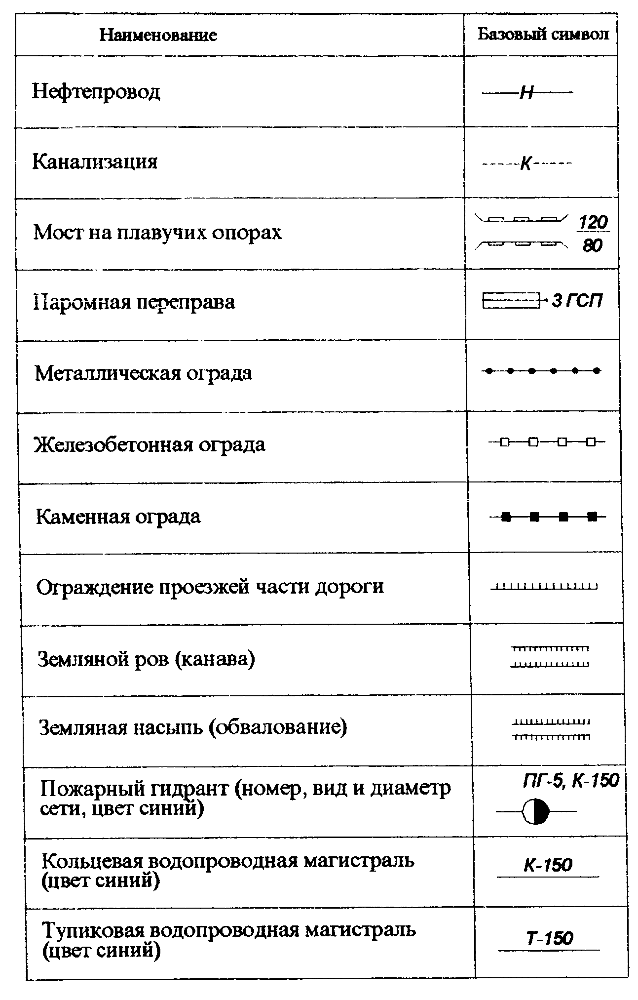 Наименование Базовый символ
Нефтепровод Н
Канализация К
Мост на плавучих опорах 120
80
Паромная переправа 3 ГСП
Металлическая ограда
Железобетонная ограда
Каменная ограда
Ограждение проезжей части дороги
Земляной ров (канава)
Земляная насыпь (обвалование)
ПГ-5, К-150
Пожарный гидрант (номер, вид и диаметр
сети, цвет синий)
Кольцевая водопроводная магистраль К-150
(цвет синий)
Тупиковая водопроводная магистраль Т-150
(цвет синий)